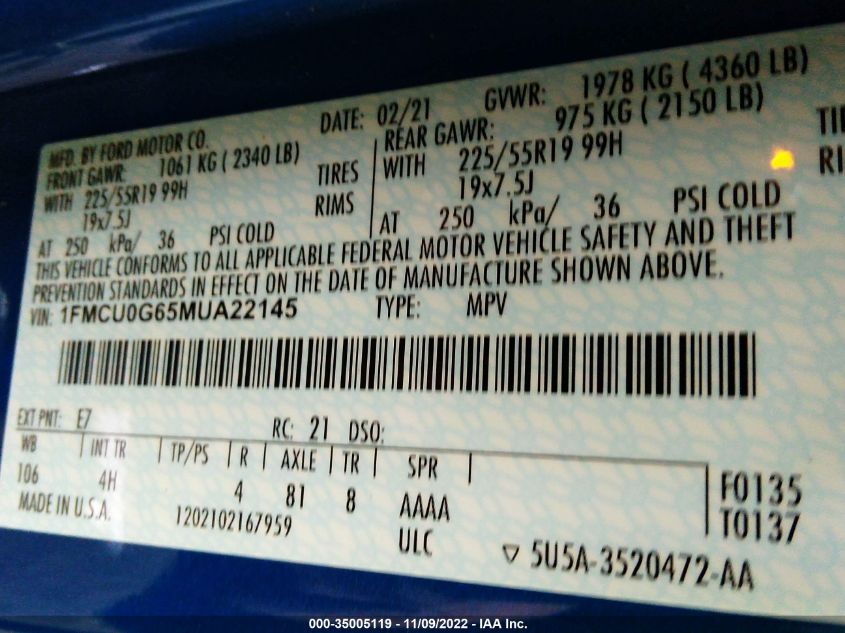 MFD. BY FORD MOTOR CO.
DATE: 02/21 GVWR: 1978 KG ( 4360 LB)
FRONT GAWR: 1061 KG ( 2340 LB)
REAR GAWR: 975 KG ( 2150 LB)
WITH 225/55R19 99H TIRES
WITH 225/55R19 99H TI
19x7.5J RIMS
19x7.5J RI
AT 250 kPa/ 36 PSI COLD
AT 250 kPa/ 36 PSI COLD
THIS VEHICLE CONFORMS TO ALL APPLICABLE FEDERAL MOTOR VEHICLE SAFETY AND THEFT
PREVENTION STANDARDS IN EFFECT ON THE DATE OF MANUFACTURE SHOWN ABOVE.
VIN: 1FMCU0G65MUA22145 TYPE: MPV
EXT PNT: E7 RC: 21 DSO:
WB INT TR TP/PS R AXLE TR SPR
106 4H 4 81 8 AAAA
F0135
MADE IN U.S.A. 1202102167959 ULC
T0137
5U5A-3520472-AA
000-35005119 - 11/09/2022 - IAA Inc.